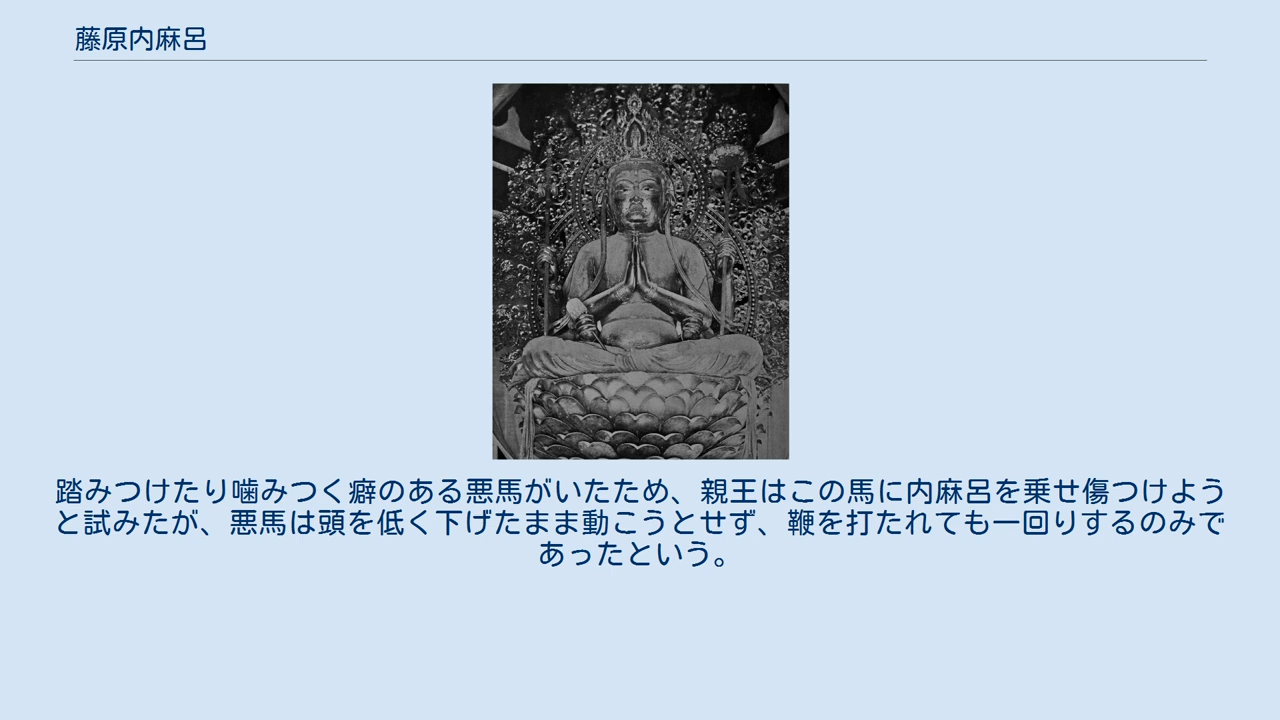 藤原内麻呂
踏みつけたり噛みつく癖のある悪馬がいたため、親王はこの馬に内麻呂を乗せ傷つけよう
と試みたが、悪馬は頭を低く下げたまま動こうとせず、鞭を打たれても一回りするのみで
あったという。